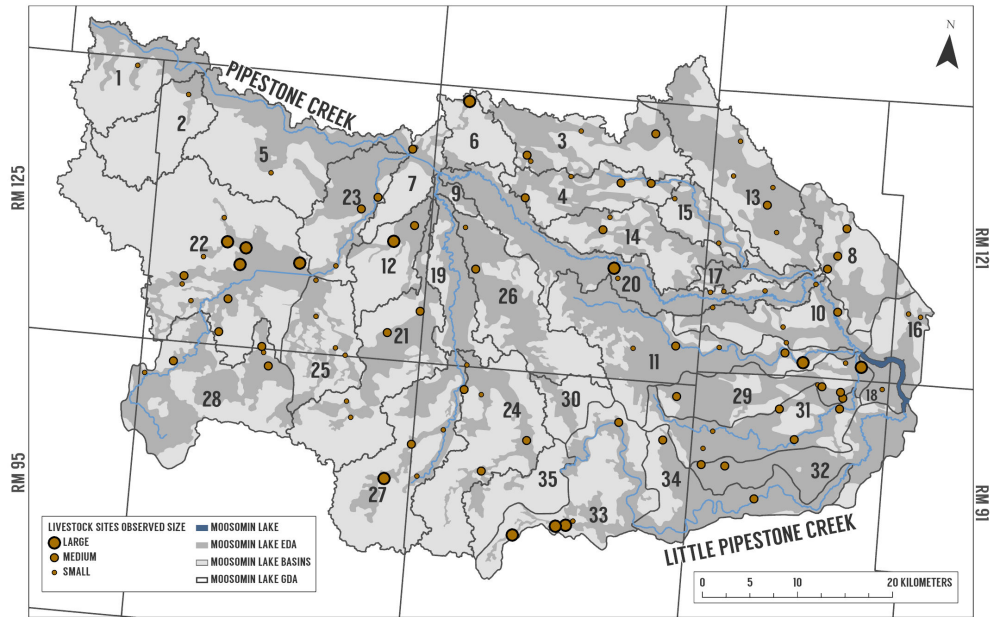 N
PIPESTONE CREEK
1
2
3
5
6
4
23
7
9
15
13
14
22
12
19
20
17
8
26
10
16
21
11
25
28
24
30
29
31
18
27
35
34
32
33
RM 125
RM 121
RM 95
RM 91
LITTLE PIPESTONE CREEK
LIVESTOCK SITES OBSERVED SIZE
LARGE
MEDIUM
SMALL
MOOSOMIN LAKE
MOOSOMIN LAKE EDA
MOOSOMIN LAKE BASINS
MOOSOMIN LAKE GDA
0 5 10 20 KILOMETERS